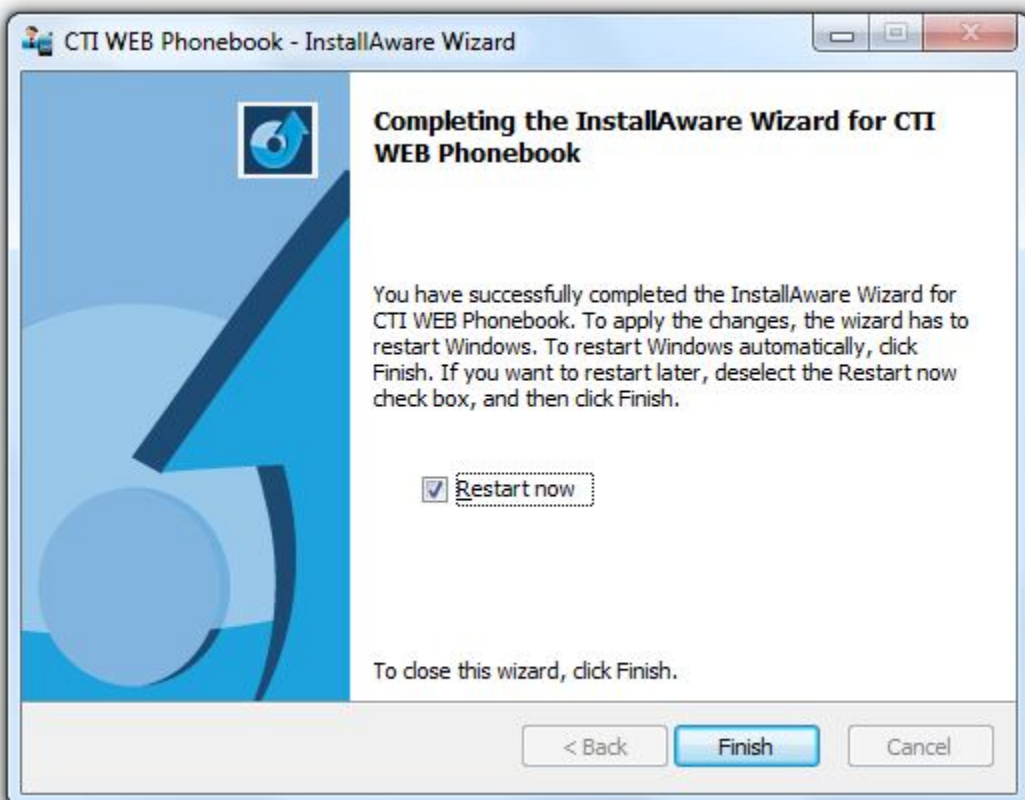 CTI WEB Phonebook - InstallAware Wizard
Completing the InstallAware Wizard for CTI
WEB Phonebook
You have successfully completed the InstallAware Wizard for
CTI WEB Phonebook. To apply the changes, the wizard has to
restart Windows. To restart Windows automatically, click
Finish. If you want to restart later, deselect the Restart now
check box, and then click Finish.
Restart now
To close this wizard, click Finish.
< Back
Finish
Cancel